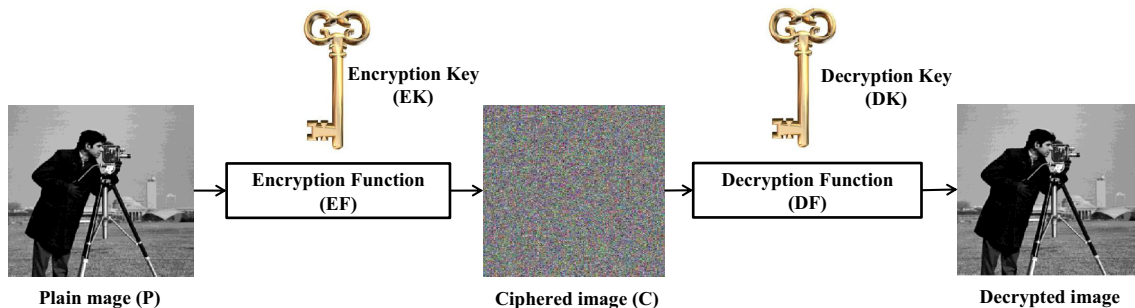 Encryption Key
(EK)
Decryption Key
(DK)
Encryption Function
(EF)
Decryption Function
(DF)
Plain mage (P)
Ciphered image (C)
Decrypted image